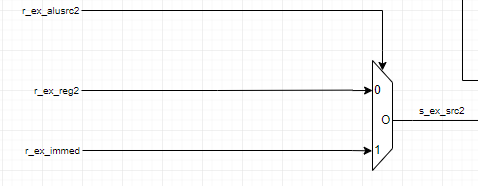 r_ex_alusrc2
r_ex_reg2
0
s_ex_src2
O
r_ex_immed
1